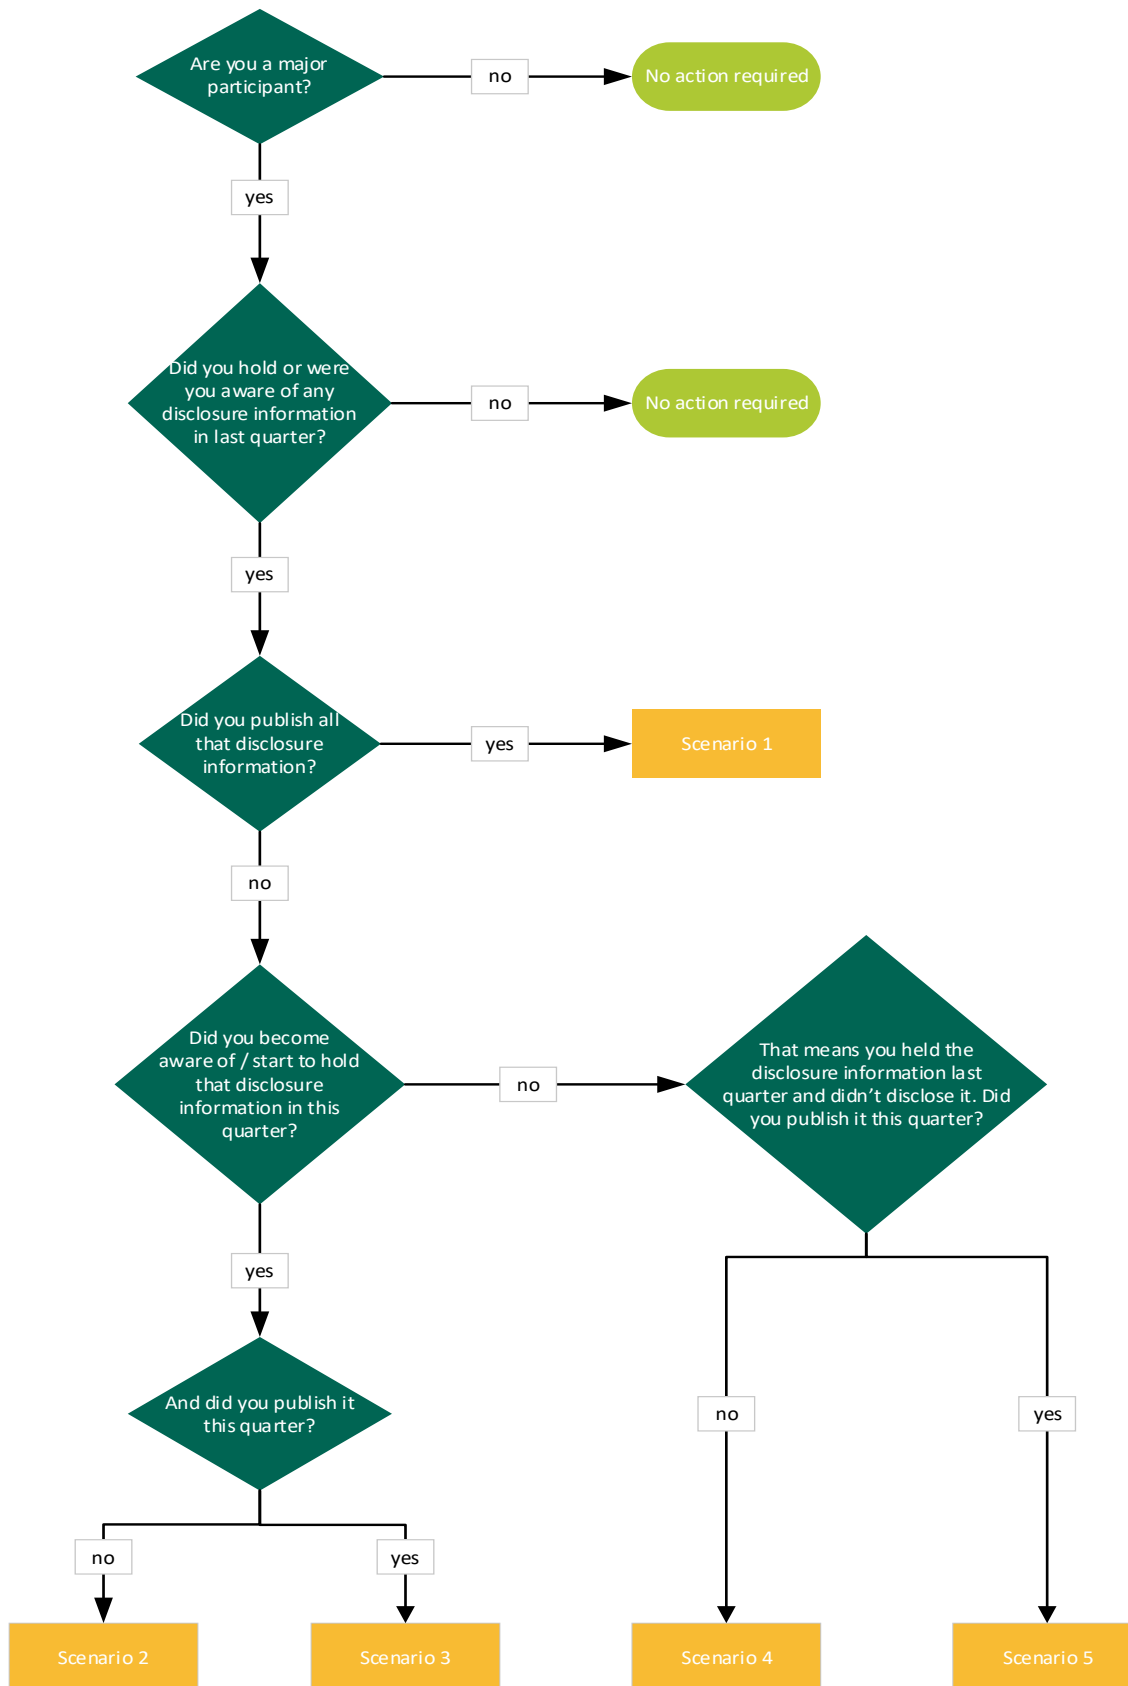 Are you a major
participant?
no
No action required
yes
Did you hold or were
you aware of any
disclosure information
in last quarter?
no
No action required
yes
Did you publish all
that disclosure
information?
yes
Scenario 1
no
Did you become
aware of / start to hold
that disclosure
information in this
quarter?
no
That means you held the
disclosure information last
quarter and didn’t disclose it. Did
you publish it this quarter?
yes
And did you publish it
this quarter?
no
yes
no
yes
Scenario 2
Scenario 3
Scenario 4
Scenario 5